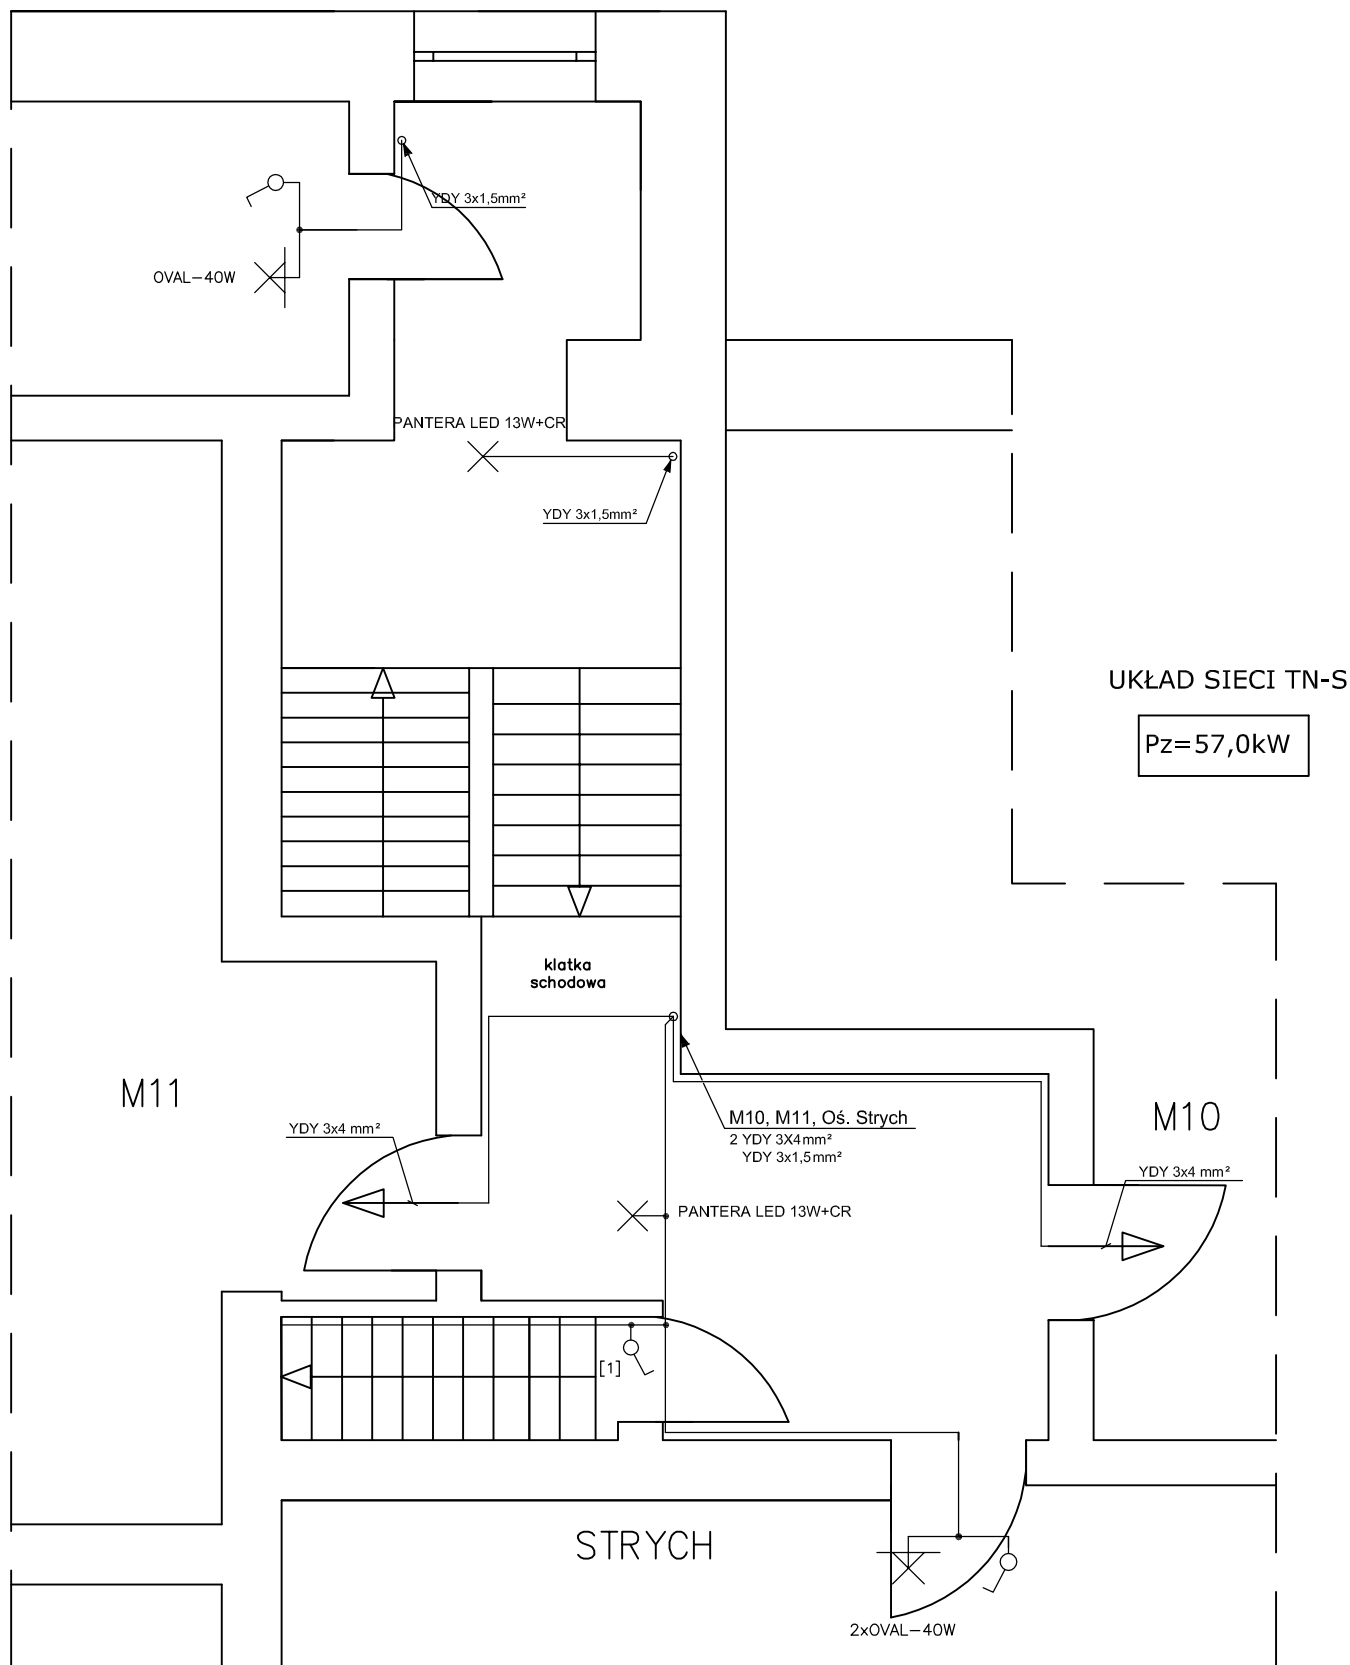 YDY 3x1,5mm²
OVAL-40W
PANTERA LED 13W+CR
YDY 3x1,5mm²
UKŁAD SIECI TN-S
Pz=57,0kW
klatka
schodowa
M11
M10, M11, Oś. Strych
2 YDY 3X4mm²
YDY 3x1,5mm²
M10
YDY 3x4 mm²
YDY 3x4 mm²
PANTERA LED 13W+CR
[1]
STRYCH
2xOVAL-40W